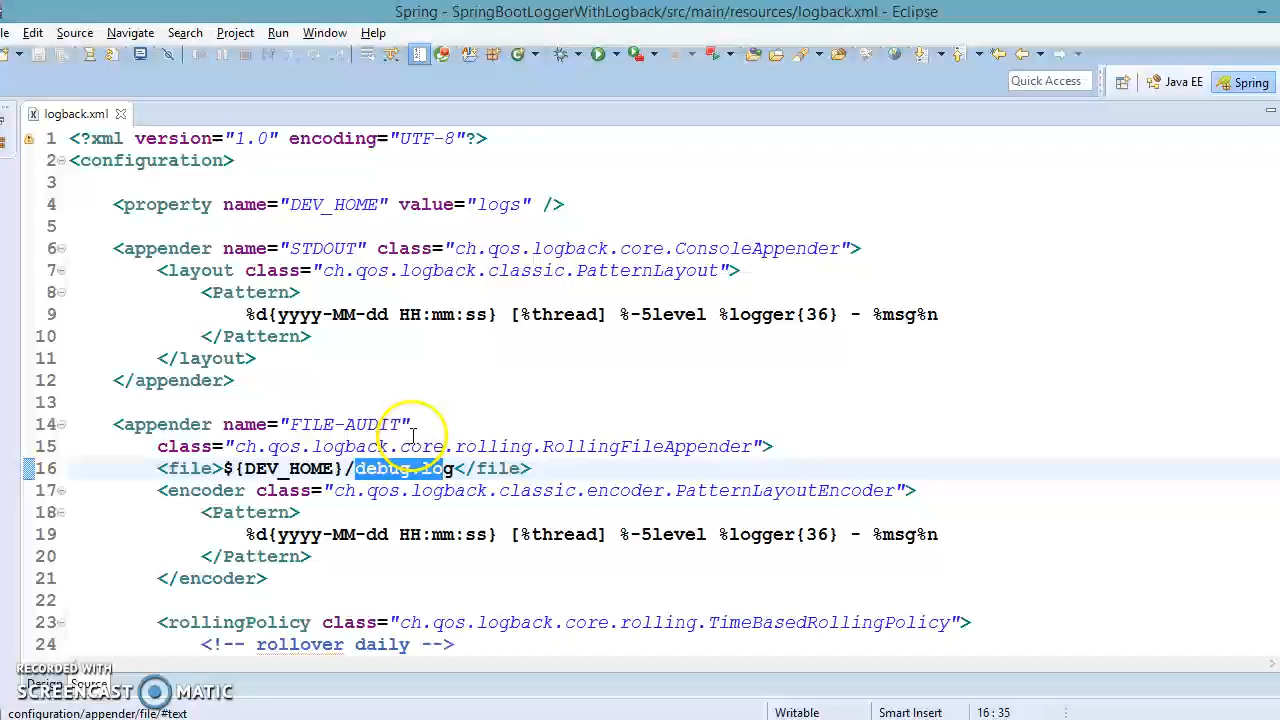 Spring - SpringBootLoggerWithLogback/src/main/resources/logback.xml - Eclipse
le Edit Source Navigate Search Project Run Window Help
Quick Access Java EE Spring
logback.xml
1 <?xml version="1.0" encoding="UTF-8"?>
2 <configuration>
3
4 <property name="DEV_HOME" value="logs" />
5
6 <appender name="STDOUT" class="ch.qos.logback.core.ConsoleAppender">
7 <layout class="ch.qos.logback.classic.PatternLayout">
8 <Pattern>
9 %d{yyyy-MM-dd HH:mm:ss} [%thread] %-5level %logger{36} - %msg%n
10 </Pattern>
11 </layout>
12 </appender>
13
14 <appender name="FILE-AUDIT"
15 class="ch.qos.logback.core.rolling.RollingFileAppender">
16 <file>${DEV_HOME}/debug.log</file>
17 <encoder class="ch.qos.logback.classic.encoder.PatternLayoutEncoder">
18 <Pattern>
19 %d{yyyy-MM-dd HH:mm:ss} [%thread] %-5level %logger{36} - %msg%n
20 </Pattern>
21 </encoder>
22
23 <rollingPolicy class="ch.qos.logback.core.rolling.TimeBasedRollingPolicy">
24 <!-- rollover daily -->
RECORDED WITH
Design Source
SCREENCAST MATIC
configuration/appender/file/#text Writable Smart Insert 16:35